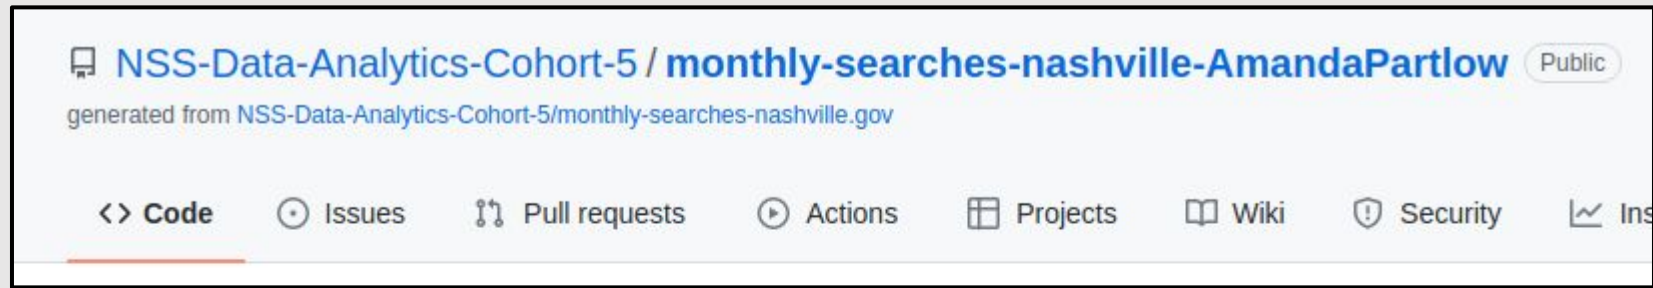 NSS-Data-Analytics-Cohort-5 / monthly-searches-nashville-AmandaPartlow Public
generated from NSS-Data-Analytics-Cohort-5/monthly-searches-nashville.gov
<> Code Issues Pull requests Actions Projects Wiki Security Ins